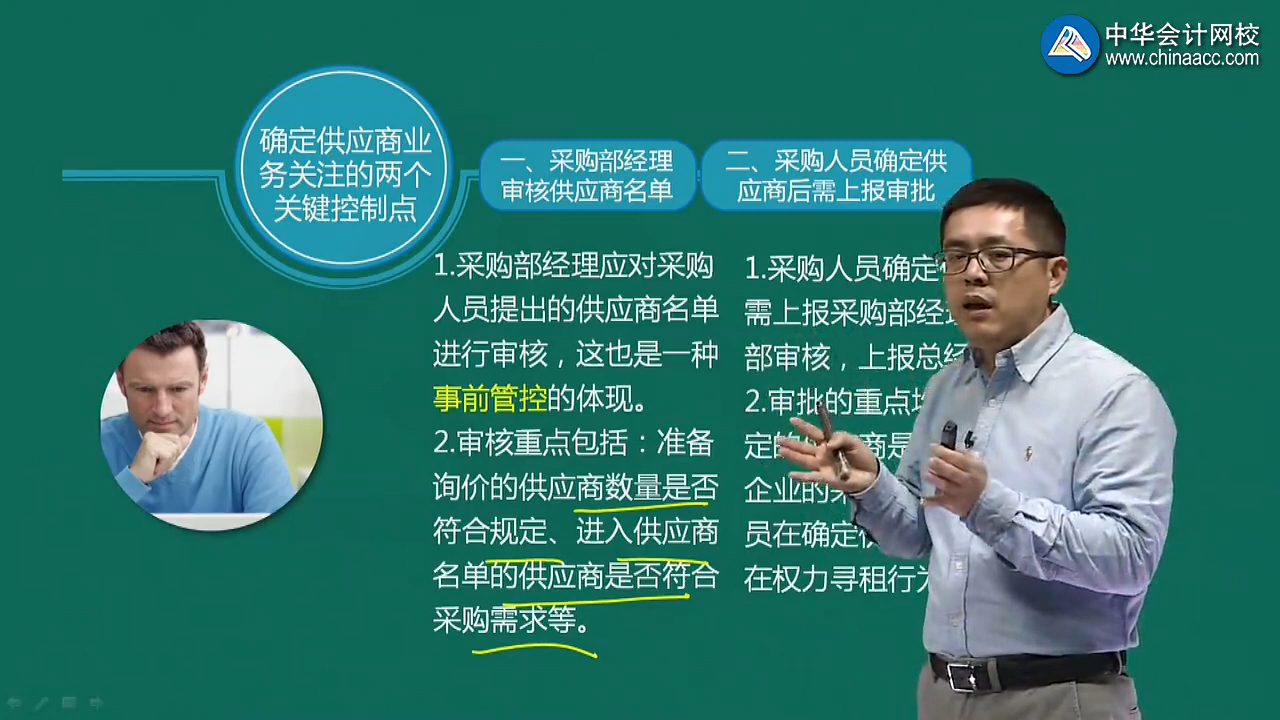 中华会计网校
www.chinaacc.com
确定供应商业
务关注的两个
关键控制点
一、采购部经理
审核供应商名单
二、采购人员确定供
应商后需上报审批
1.采购部经理应对采购
人员提出的供应商名单
进行审核，这也是一种
事前管控的体现。
2.审核重点包括：准备
询价的供应商数量是否
符合规定、进入供应商
名单的供应商是否符合
采购需求等。
1.采购人员确定
需上报采购部经
部审核，上报总
2.审批的重点
定的
商是
企业的
员在确定
在权力寻租行